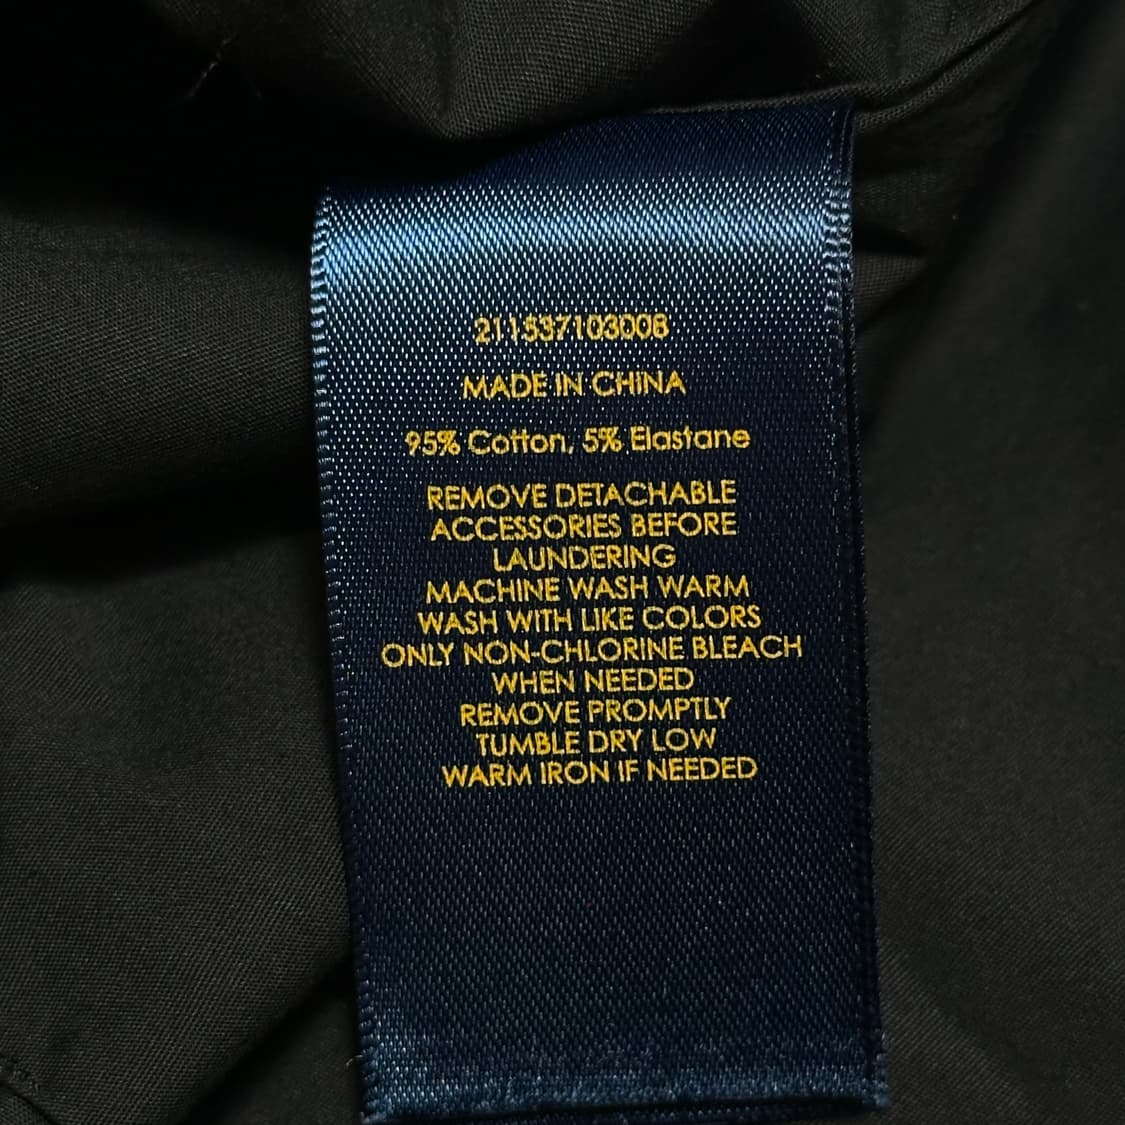 211537103008
MADE IN CHINA
95% Cotton, 5% Elastane
REMOVE DETACHABLE
ACCESSORIES BEFORE
LAUNDERING
MACHINE WASH WARM
WASH WITH LIKE COLORS
ONLY NON-CHLORINE BLEACH
WHEN NEEDED
REMOVE PROMPTLY
TUMBLE DRY LOW
WARM IRON IF NEEDED